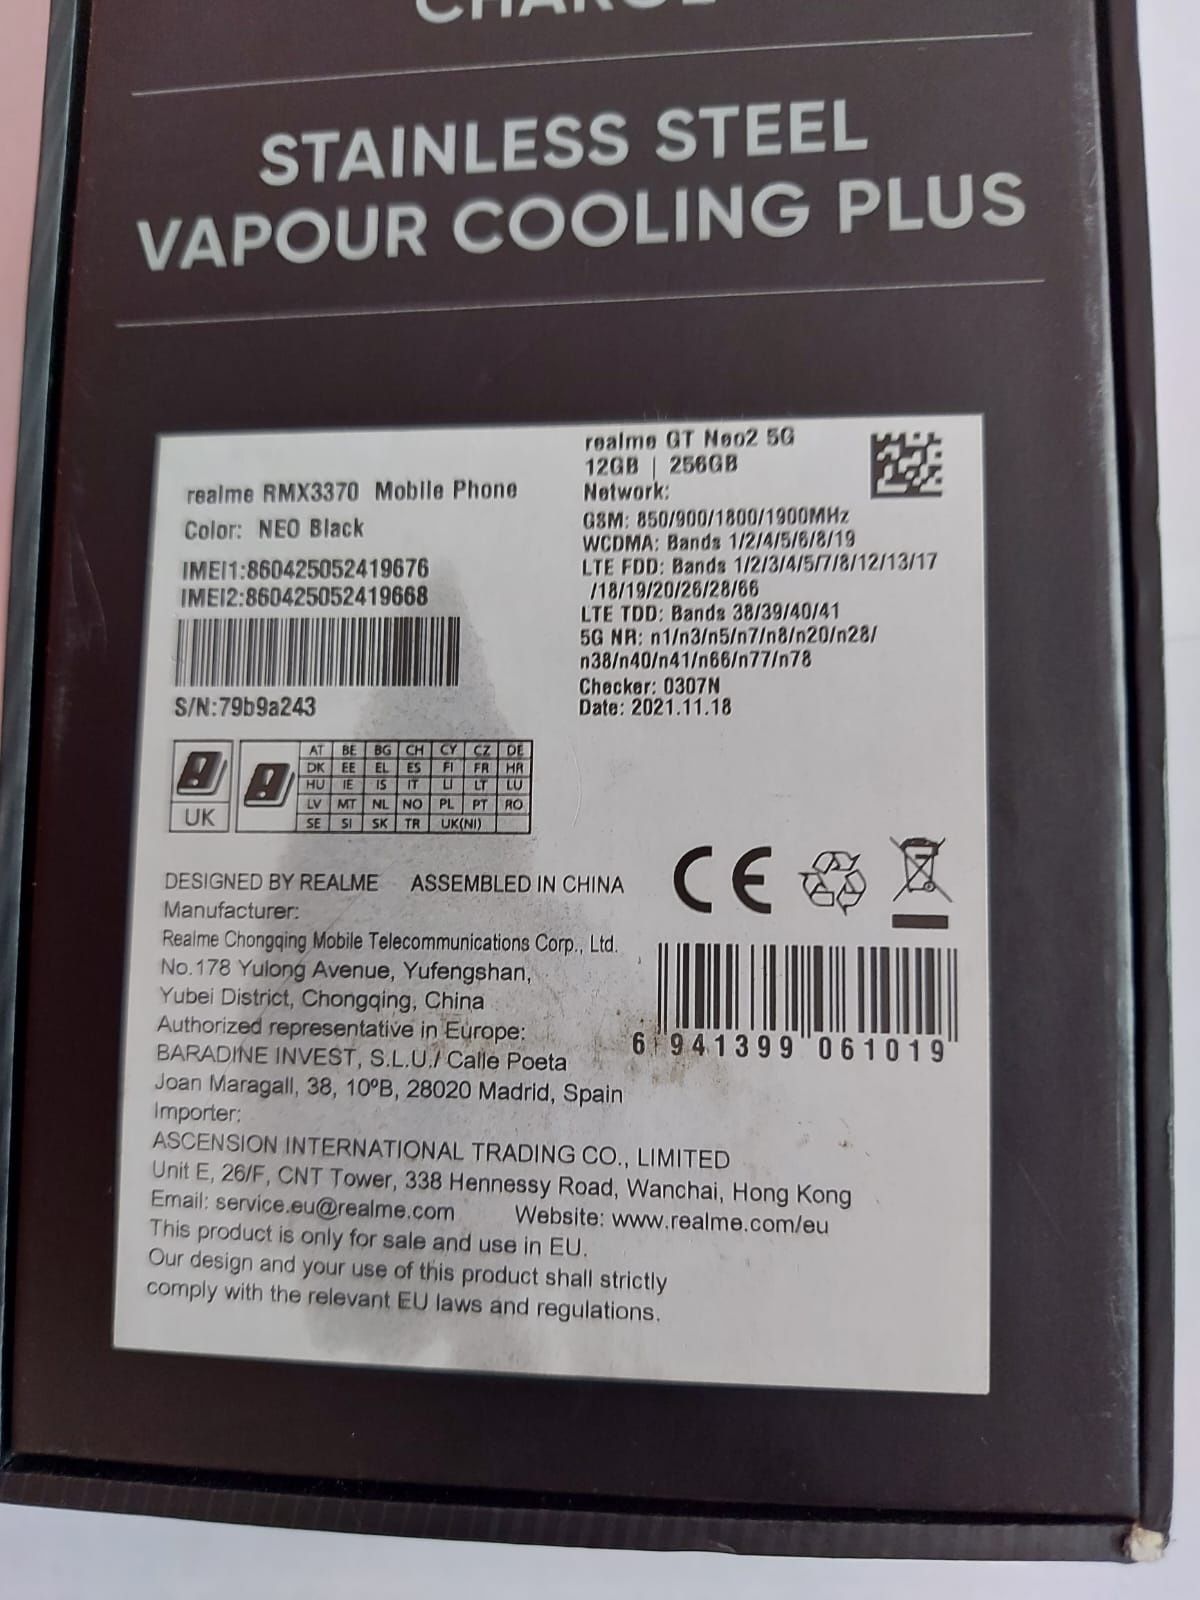 CHARGE
STAINLESS STEEL
VAPOUR COOLING PLUS
realme RMX3370 Mobile Phone
Color: NEO Black
IMEI1:860425052419676
IMEI2:860425052419668
S/N:79b9a243
realme GT Neo2 5G
12GB | 256GB
Network:
GSM: 850/900/1800/1900MHz
WCDMA: Bands 1/2/4/5/6/8/19
LTE FDD: Bands 1/2/3/4/5/7/8/12/13/17
/18/19/20/26/28/66
LTE TDD: Bands 38/39/40/41
5G NR: n1/n3/n5/n7/n8/n20/n28/
n38/n40/n41/n66/n77/n78
Checker: 0307N
Date: 2021.11.18
UK
AT BE BG CH CY CZ DE
DK EE EL ES FI FR HR
HU IE IS IT LI LT LU
LV MT NL NO PL PT RO
SE SI SK TR UK(NI)
DESIGNED BY REALME ASSEMBLED IN CHINA
Manufacturer:
Realme Chongqing Mobile Telecommunications Corp., Ltd.
No.178 Yulong Avenue, Yufengshan,
Yubei District, Chongqing, China
Authorized representative in Europe:
BARADINE INVEST, S.L.U./ Calle Poeta
Joan Maragall, 38, 10ºB, 28020 Madrid, Spain
Importer:
ASCENSION INTERNATIONAL TRADING CO., LIMITED
Unit E, 26/F, CNT Tower, 338 Hennessy Road, Wanchai, Hong Kong
Email: service.eu@realme.com Website: www.realme.com/eu
This product is only for sale and use in EU.
Our design and your use of this product shall strictly
comply with the relevant EU laws and regulations.
CE
6 941399 061019